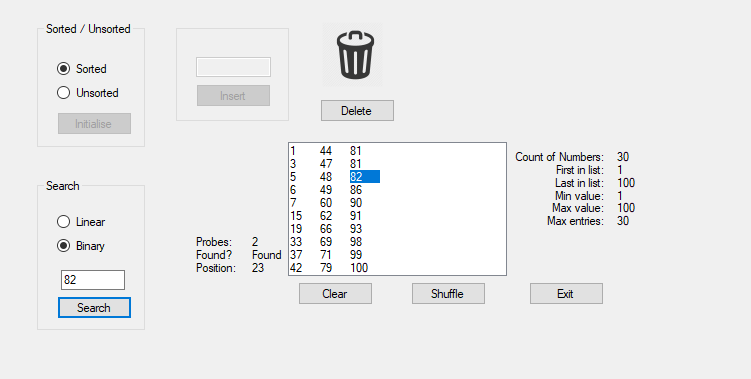 Sorted / Unsorted
Sorted
Unsorted
Initialise
Insert
Delete
Search
Linear
Binary
82
Search
Probes: 2
Found? Found
Position: 23
1 44 81
3 47 81
5 48 82
6 49 86
7 60 90
15 62 91
19 66 93
33 69 98
37 71 99
42 79 100
Count of Numbers: 30
First in list: 1
Last in list: 100
Min value: 1
Max value: 100
Max entries: 30
Clear
Shuffle
Exit